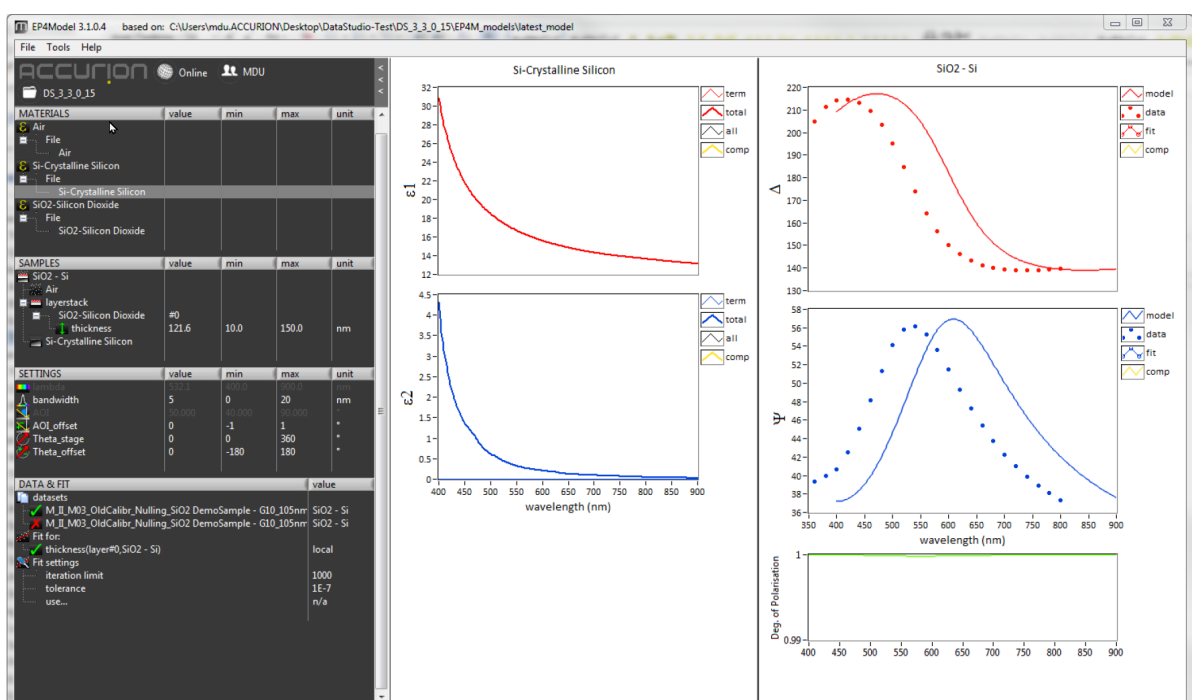 EP4Model 3.1.0.4 based on: C:\Users\mdu.ACCURION\Desktop\DataStudio-Test\DS_3_3_0_15\EP4M_models\latest_model
File Tools Help
ACCURION Online MDU
DS_3_3_0_15
MATERIALS value min max unit
Air
File
Air
Si-Crystalline Silicon
File
Si-Crystalline Silicon
SiO2-Silicon Dioxide
File
SiO2-Silicon Dioxide
SAMPLES value min max unit
SiO2 - Si
Air
layerstack
SiO2-Silicon Dioxide #0
thickness 121.6 10.0 150.0 nm
Si-Crystalline Silicon
SETTINGS value min max unit
lambda 532.1 400.0 900.0 nm
bandwidth 5 0 20 nm
AOI 50.000 40.000 90.000 °
AOI_offset 0 -1 1 °
Theta_stage 0 0 360 °
Theta_offset 0 -180 180 °
DATA & FIT value
datasets
M_II_M03_OldCalibr_Nulling_SiO2 DemoSample - G10_105nm SiO2 - Si
M_II_M03_OldCalibr_Nulling_SiO2 DemoSample - G10_105nm SiO2 - Si
Fit for:
thickness(layer#0,SiO2 - Si) local
Fit settings
iteration limit 1000
tolerance 1E-7
use... n/a
Si-Crystalline Silicon
32
30
28
26
24
22
20
18
16
14
12
ε1
term
total
all
comp
4.5
4
3.5
3
2.5
2
1.5
1
0.5
0
ε2
term
total
all
comp
400 450 500 550 600 650 700 750 800 850 900
wavelength (nm)
SiO2 - Si
220
210
200
190
180
170
160
150
140
130
Δ
model
data
fit
comp
58
56
54
52
50
48
46
44
42
40
38
36
Ψ
model
data
fit
comp
350 400 450 500 550 600 650 700 750 800 850 900
wavelength (nm)
1
0.99
Deg. of Polarisation
400 450 500 550 600 650 700 750 800 850 900